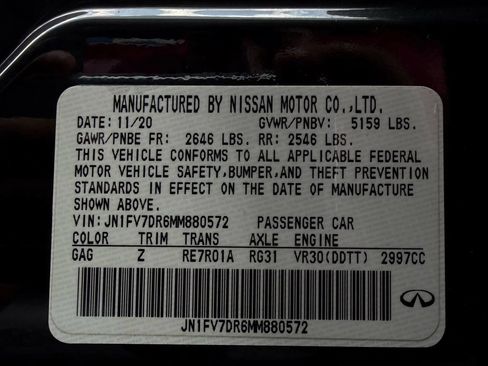 MANUFACTURED BY NISSAN MOTOR CO.,LTD.
DATE: 11/20 GVWR/PNBV: 5159 LBS.
GAWR/PNBE FR: 2646 LBS. RR: 2546 LBS.
THIS VEHICLE CONFORMS TO ALL APPLICABLE FEDERAL
MOTOR VEHICLE SAFETY,BUMPER,AND THEFT PREVENTION
STANDARDS IN EFFECT ON THE DATE OF MANUFACTURE
SHOWN ABOVE.
VIN:JN1FV7DR6MM880572 PASSENGER CAR
COLOR TRIM TRANS AXLE ENGINE
GAG Z RE7R01A RG31 VR30(DDTT) 2997CC
JN1FV7DR6MM880572